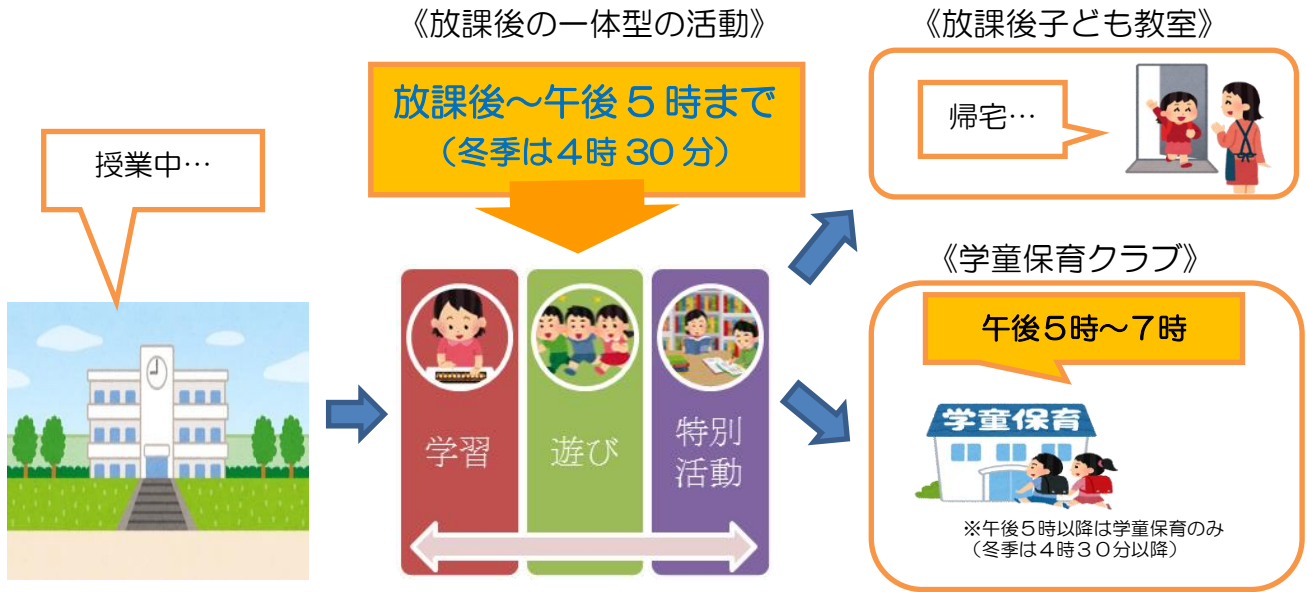 授業中…
《放課後の一体型の活動》
放課後～午後５時まで
（冬季は４時 30 分）
学習
遊び
特別
活動
《放課後子ども教室》
帰宅…
《学童保育クラブ》
午後５時～７時
学童保育
※午後５時以降は学童保育のみ
（冬季は４時３０分以降）